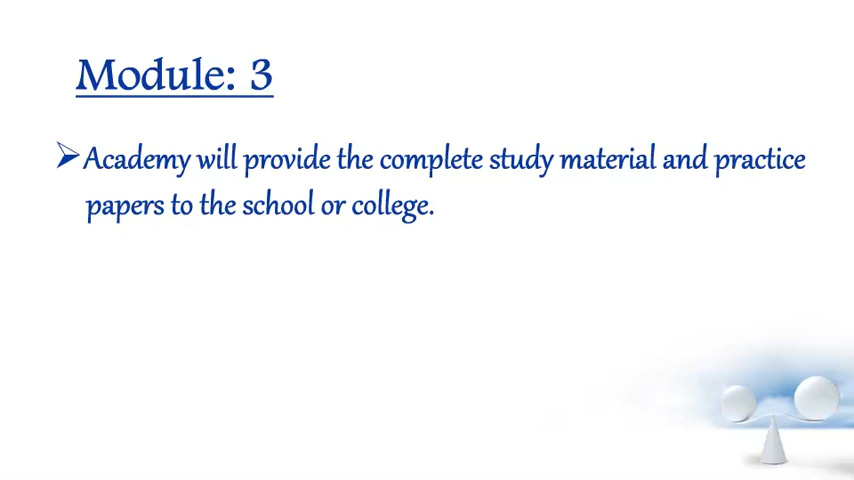 Module: 3
➢Academy will provide the complete study material and practice
papers to the school or college.